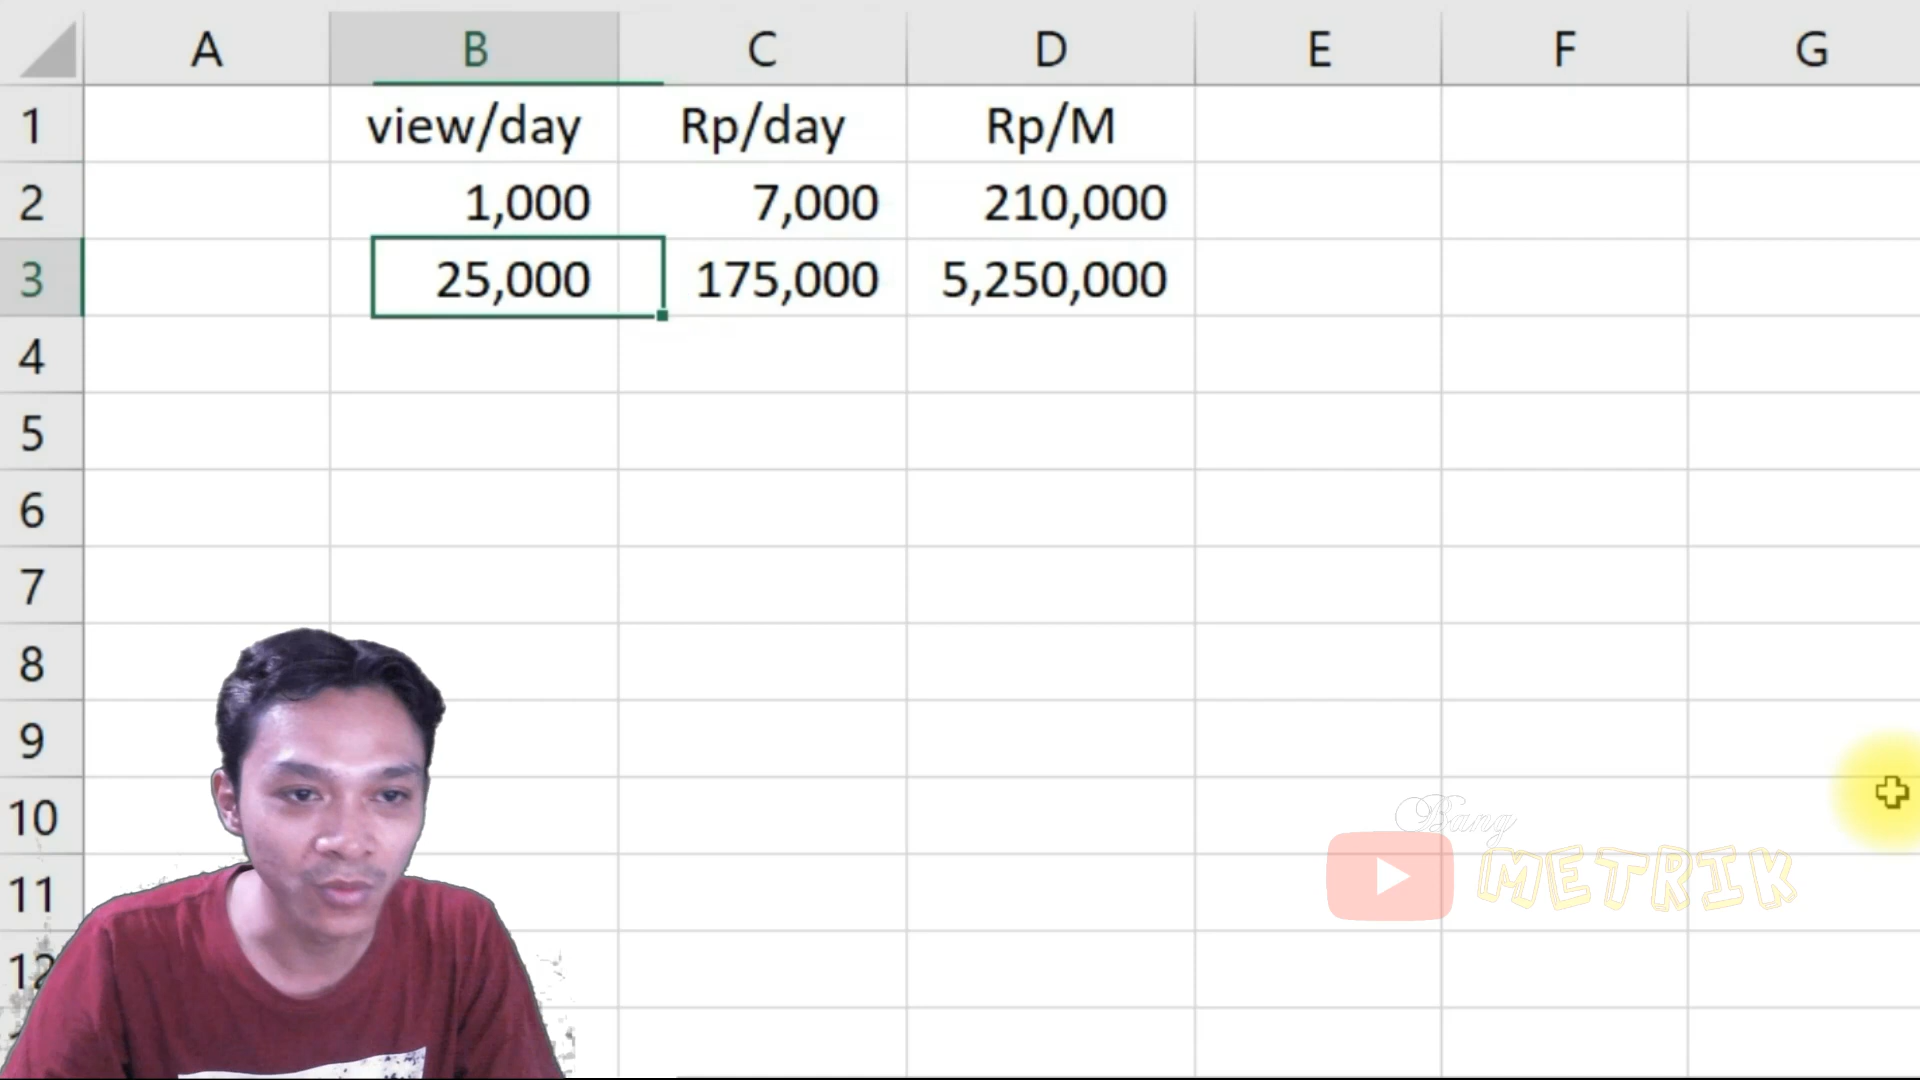 A B C D E F G
1 view/day Rp/day Rp/M
2 1,000 7,000 210,000
3 25,000 175,000 5,250,000
4
5
6
7
8
9
10
Bang
METRIK
11
12